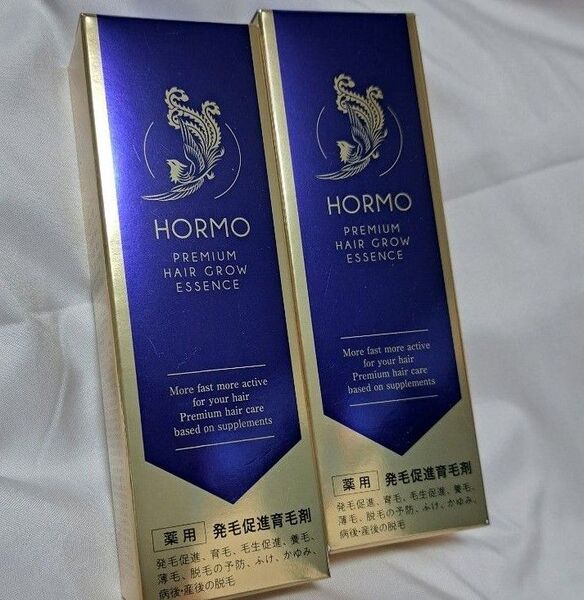 HORMO
PREMIUM
HAIR GROW
ESSENCE
More fast more active
for your hair
Premium hair care
based on supplements
薬用 発毛促進育毛剤
発毛促進、育毛、毛生促進、養毛、
薄毛、脱毛の予防、ふけ、かゆみ、
病後・産後の脱毛
HORMO
PREMIUM
HAIR GROW
ESSENCE
More fast more active
for your hair
Premium hair care
based on supplements
薬用 発毛促進育毛剤
発毛促進、育毛、毛生促進、養毛、
薄毛、脱毛の予防、ふけ、かゆみ、
病後・産後の脱毛